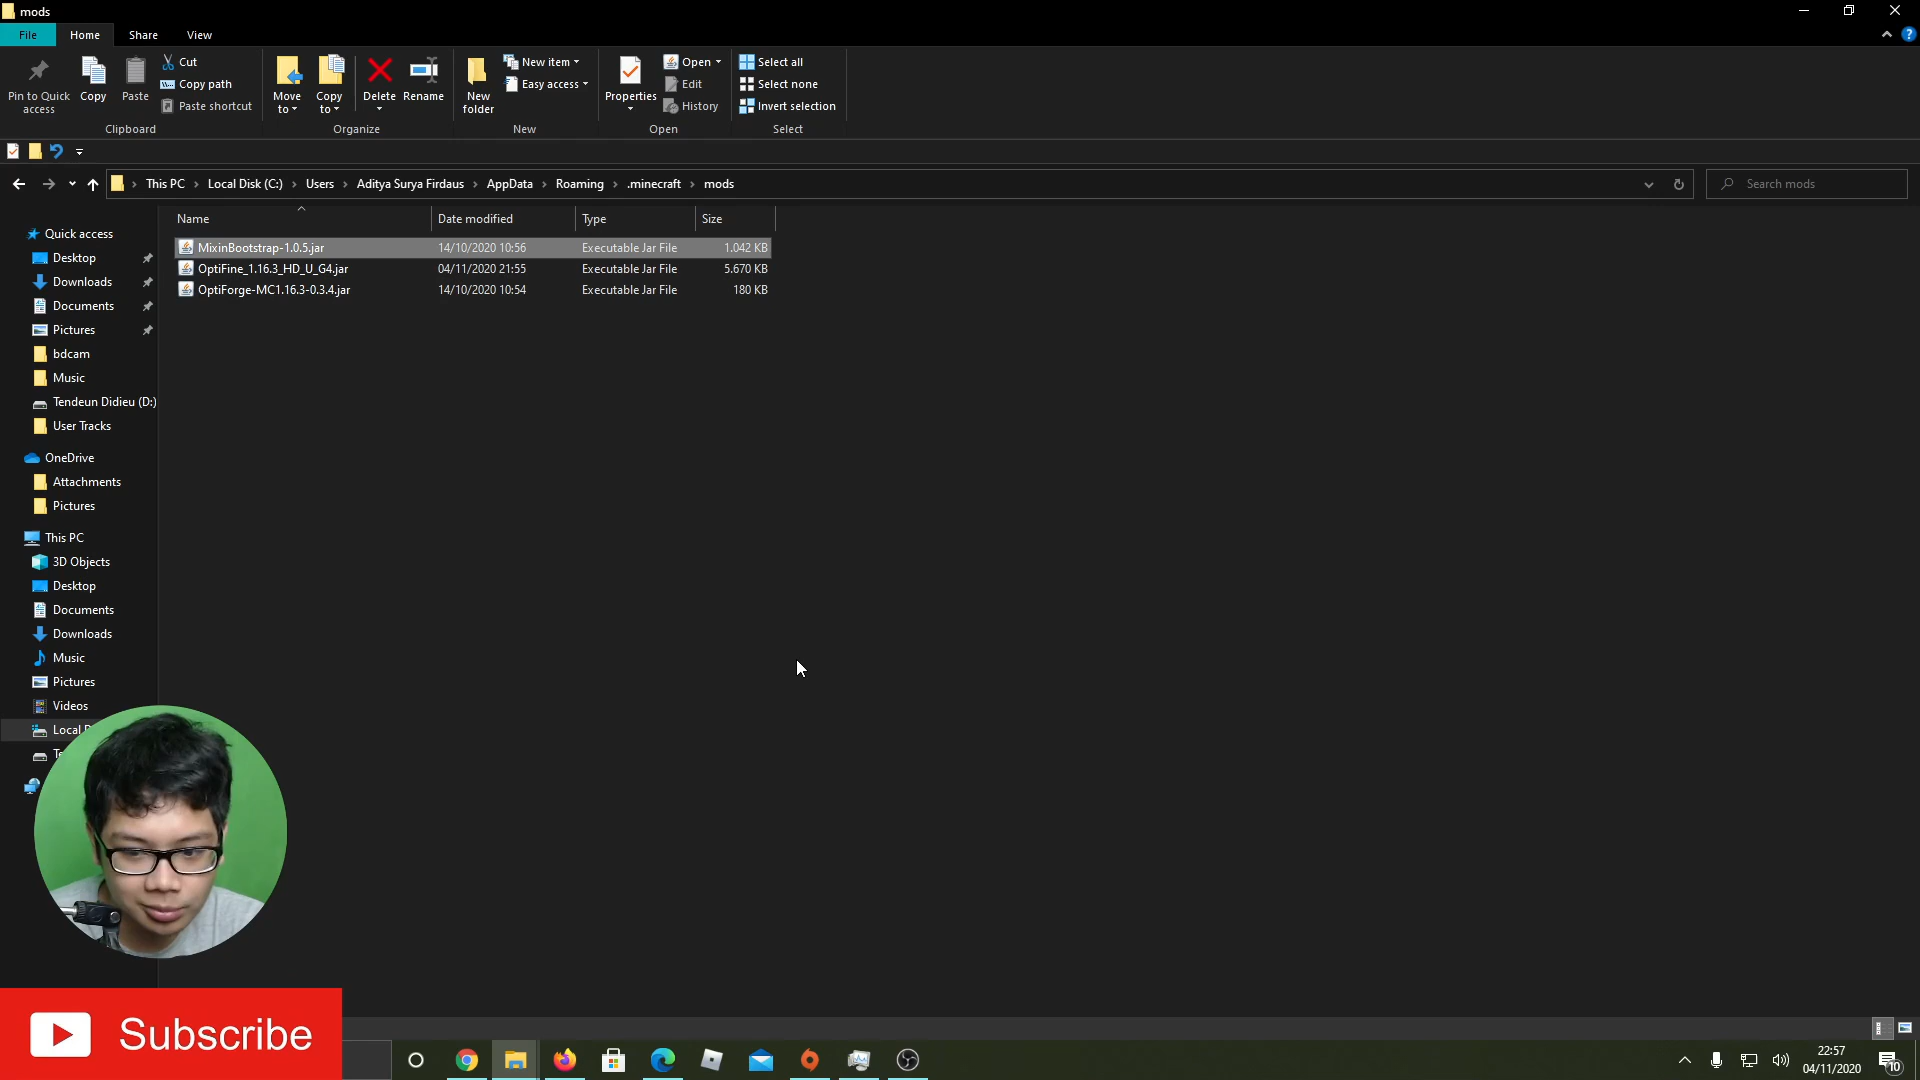 mods
File Home Share View
Pin to Quick access
Copy
Paste
Cut
Copy path
Paste shortcut
Clipboard
Move to
Copy to
Delete
Rename
Organize
New folder
New item
Easy access
New
Properties
Open
Edit
History
Open
Select all
Select none
Invert selection
Select
This PC > Local Disk (C:) > Users > Aditya Surya Firdaus > AppData > Roaming > .minecraft > mods
Search mods
Name Date modified Type Size
MixinBootstrap-1.0.5.jar 14/10/2020 10:56 Executable Jar File 1.042 KB
OptiFine_1.16.3_HD_U_G4.jar 04/11/2020 21:55 Executable Jar File 5.670 KB
OptiForge-MC1.16.3-0.3.4.jar 14/10/2020 10:54 Executable Jar File 180 KB
Quick access
Desktop
Downloads
Documents
Pictures
bdcam
Music
Tendeun Didieu (D:)
User Tracks
OneDrive
Attachments
Pictures
This PC
3D Objects
Desktop
Documents
Downloads
Music
Pictures
Videos
Local
Subscribe
22:57
04/11/2020
10